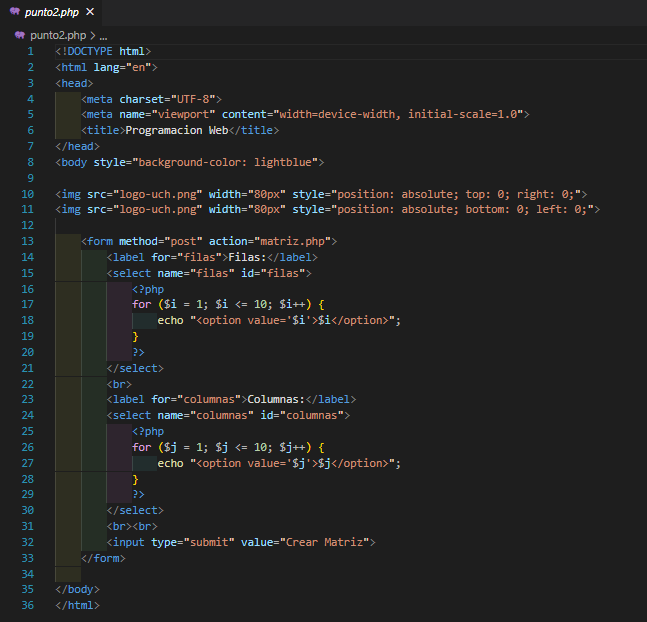 punto2.php ×
punto2.php > ...
1 <!DOCTYPE html>
2 <html lang="en">
3 <head>
4     <meta charset="UTF-8">
5     <meta name="viewport" content="width=device-width, initial-scale=1.0">
6     <title>Programacion Web</title>
7 </head>
8 <body style="background-color: lightblue">
9
10 <img src="logo-uch.png" width="80px" style="position: absolute; top: 0; right: 0;">
11 <img src="logo-uch.png" width="80px" style="position: absolute; bottom: 0; left: 0;">
12
13     <form method="post" action="matriz.php">
14         <label for="filas">Filas:</label>
15         <select name="filas" id="filas">
16             <?php
17             for ($i = 1; $i <= 10; $i++) {
18                 echo "<option value='$i'>$i</option>";
19             }
20             ?>
21         </select>
22         <br>
23         <label for="columnas">Columnas:</label>
24         <select name="columnas" id="columnas">
25             <?php
26             for ($j = 1; $j <= 10; $j++) {
27                 echo "<option value='$j'>$j</option>";
28             }
29             ?>
30         </select>
31         <br><br>
32         <input type="submit" value="Crear Matriz">
33     </form>
34
35 </body>
36 </html>